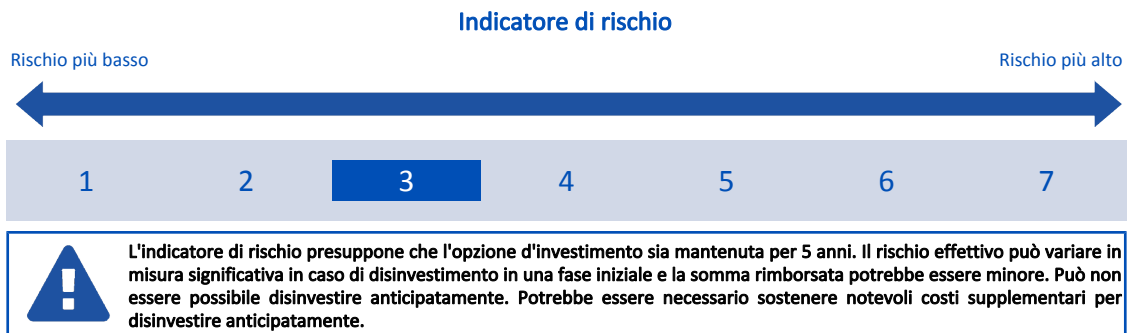 Indicatore di rischio
Rischio più basso
Rischio più alto
1 2 3 4 5 6 7
L'indicatore di rischio presuppone che l'opzione d'investimento sia mantenuta per 5 anni. Il rischio effettivo può variare in
misura significativa in caso di disinvestimento in una fase iniziale e la somma rimborsata potrebbe essere minore. Può non
essere possibile disinvestire anticipatamente. Potrebbe essere necessario sostenere notevoli costi supplementari per
disinvestire anticipatamente.